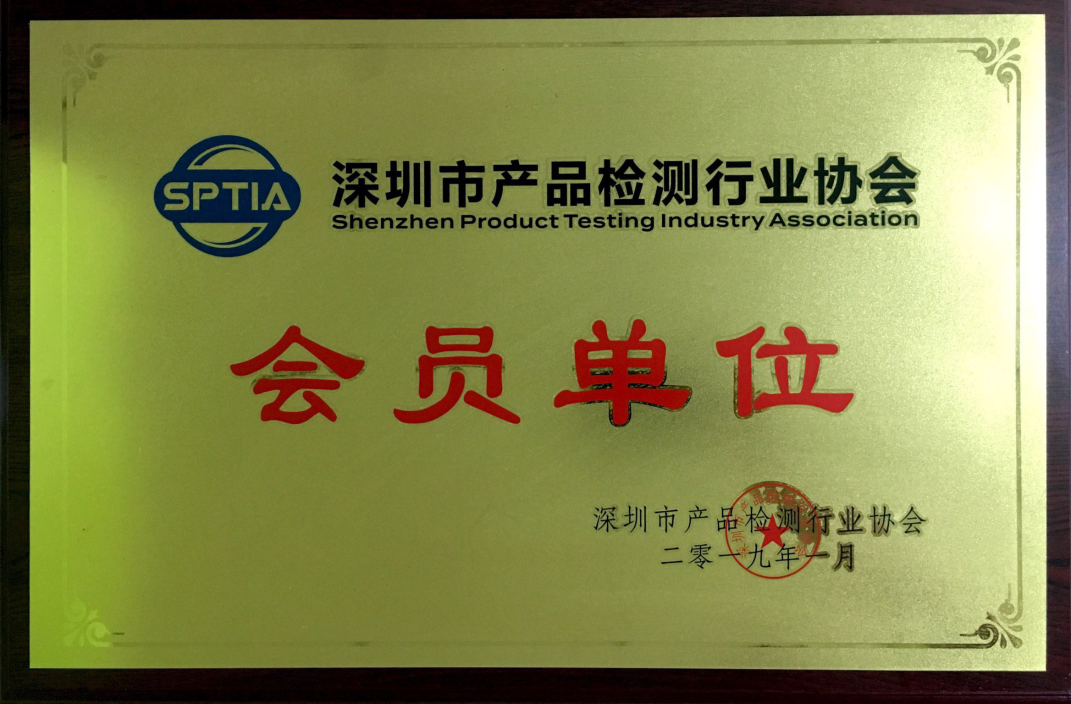 SPTIA
深圳市产品检测行业协会
Shenzhen Product Testing Industry Association
会员单位
深圳市产品检测行业协会
二零一九年一月